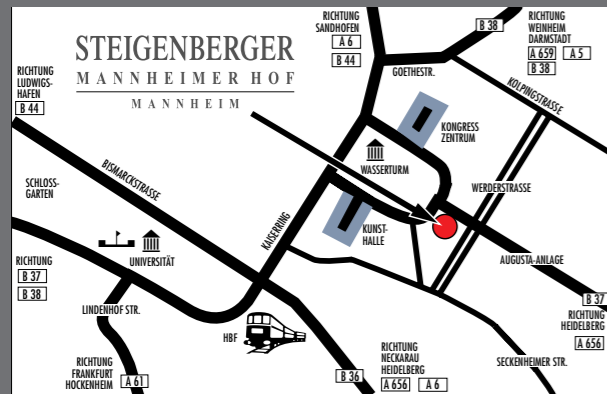 STEIGENBERGER
MANNHEIMER HOF
MANNHEIM
RICHTUNG
SANDHOFEN
A 6
B 44
B 38
RICHTUNG
WEINHEIM
DARMSTADT
A 659 A 5
B 38
GOETHESTR.
KOLPINGSTRASSE
RICHTUNG
LUDWIGS-
HAFEN
B 44
KONGRESS
ZENTRUM
BISMARCKSTRASSE
WASSERTURM
SCHLOSS-
GARTEN
WERDERSTRASSE
KAISERRING
KUNST-
HALLE
UNIVERSITÄT
AUGUSTA-ANLAGE
RICHTUNG
B 37
B 38
B 37
RICHTUNG
HEIDELBERG
A 656
LINDENHOF STR.
HBF
RICHTUNG
FRANKFURT
HOCKENHEIM
A 61
B 36
RICHTUNG
NECKARAU
HEIDELBERG
A 656 A 6
SECKENHEIMER STR.